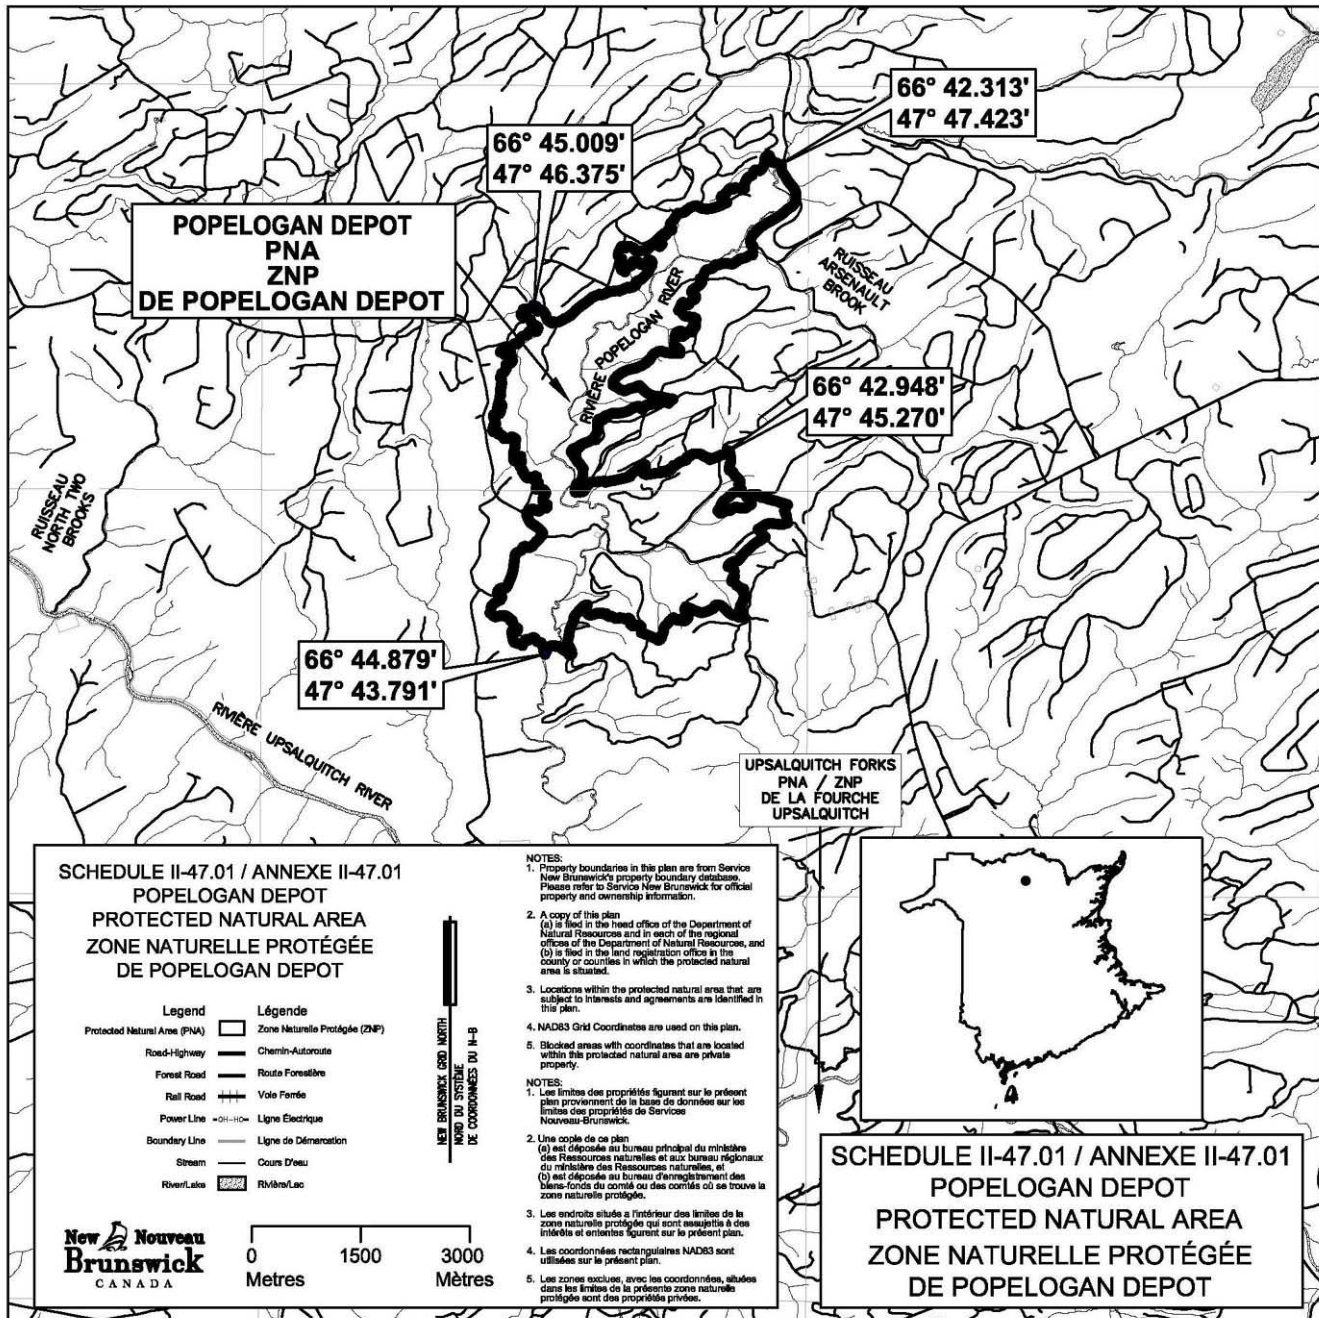 66° 42.313'
47° 47.423'
66° 45.009'
47° 46.375'
POPELOGAN DEPOT
PNA
ZNP
DE POPELOGAN DEPOT
RUISSEAU
ARSENAULT
BROOK
RIVIÈRE POPELOGAN RIVER
66° 42.948'
47° 45.270'
RUISSEAU
NORTH TWO
BROOKS
66° 44.879'
47° 43.791'
RIVIÈRE UPSALQUITCH RIVER
UPSALQUITCH FORKS
PNA / ZNP
DE LA FOURCHE
UPSALQUITCH
SCHEDULE II-47.01 / ANNEXE II-47.01
POPELOGAN DEPOT
PROTECTED NATURAL AREA
ZONE NATURELLE PROTÉGÉE
DE POPELOGAN DEPOT
Legend Légende
Protected Natural Area (PNA) Zone Naturelle Protégée (ZNP)
Road-Highway Chemin-Autoroute
Forest Road Route Forestière
Rail Road Voie Ferrée
Power Line Ligne Électrique
Boundary Line Ligne de Démarcation
Stream Cours D'eau
River/Lake Rivière/Lac
NEW BRUNSWICK GRID NORTH
NORD DU SYSTÈME
DE COORDONNÉES DU N-B
New Nouveau
Brunswick
CANADA
0 1500 3000
Metres Mètres
NOTES:
1. Property boundaries in this plan are from Service
New Brunswick's property boundary database.
Please refer to Service New Brunswick for official
property and ownership information.
2. A copy of this plan
(a) is filed in the head office of the Department of
Natural Resources and in each of the regional
offices of the Department of Natural Resources, and
(b) is filed in the land registration office in the
county or counties in which the protected natural
area is situated.
3. Locations within the protected natural area that are
subject to interests and agreements are identified in
this plan.
4. NAD83 Grid Coordinates are used on this plan.
5. Blocked areas with coordinates that are located
within this protected natural area are private
property.
NOTES:
1. Les limites des propriétés figurant sur le présent
plan proviennent de la base de données sur les
limites des propriétés de Services
Nouveau-Brunswick.
2. Une copie de ce plan
(a) est déposée au bureau principal du ministère
des Ressources naturelles et aux bureau régionaux
du ministère des Ressources naturelles, et
(b) est déposée au bureau d'enregistrement des
biens-fonds du comté ou des comtés où se trouve la
zone naturelle protégée.
3. Les endroits situés a l'intérieur des limites de la
zone naturelle protégée qui sont assujettis à des
intérêts et ententes figurent sur le présent plan.
4. Les coordonnées rectangulaires NAD83 sont
utilisées sur le présent plan.
5. Les zones exclues, avec les coordonnées, situées
dans les limites de la présente zone naturelle
protégée sont des propriétés privées.
SCHEDULE II-47.01 / ANNEXE II-47.01
POPELOGAN DEPOT
PROTECTED NATURAL AREA
ZONE NATURELLE PROTÉGÉE
DE POPELOGAN DEPOT